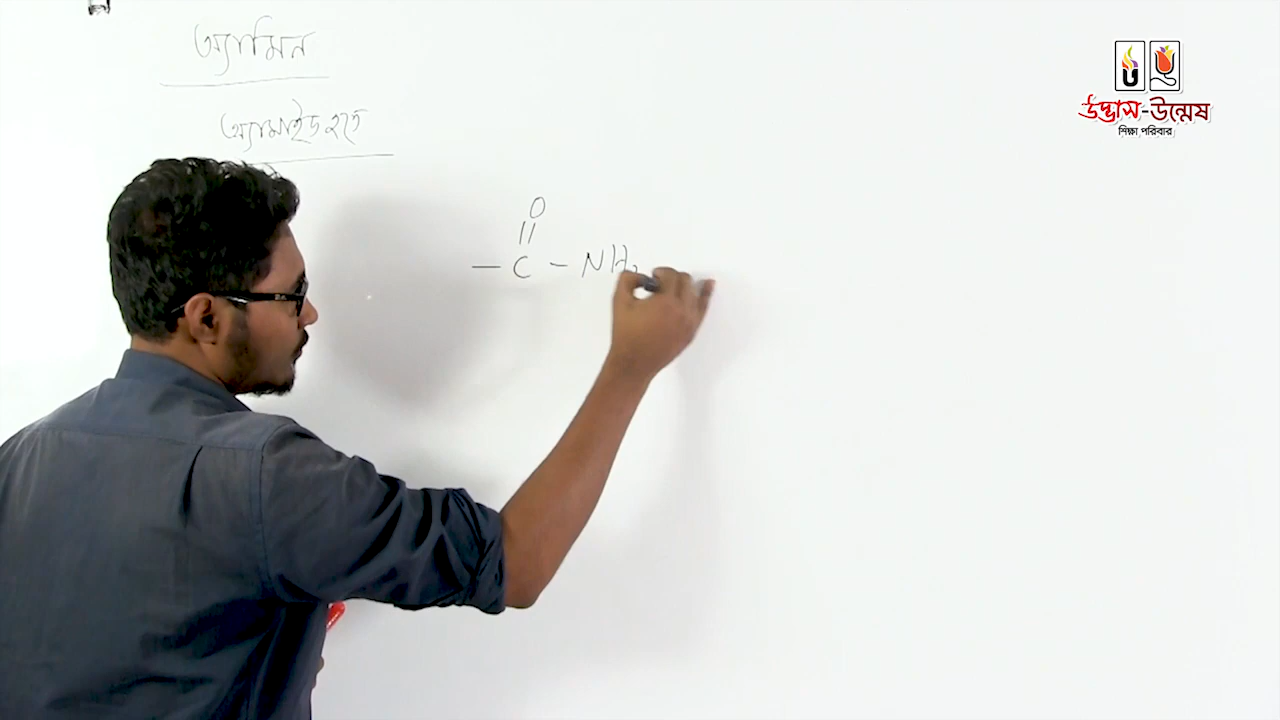 অ্যামিন
অ্যামাইড হতে
O
||
— C — NH₂
উদ্ভাস-উন্মেষ
শিক্ষা পরিবার